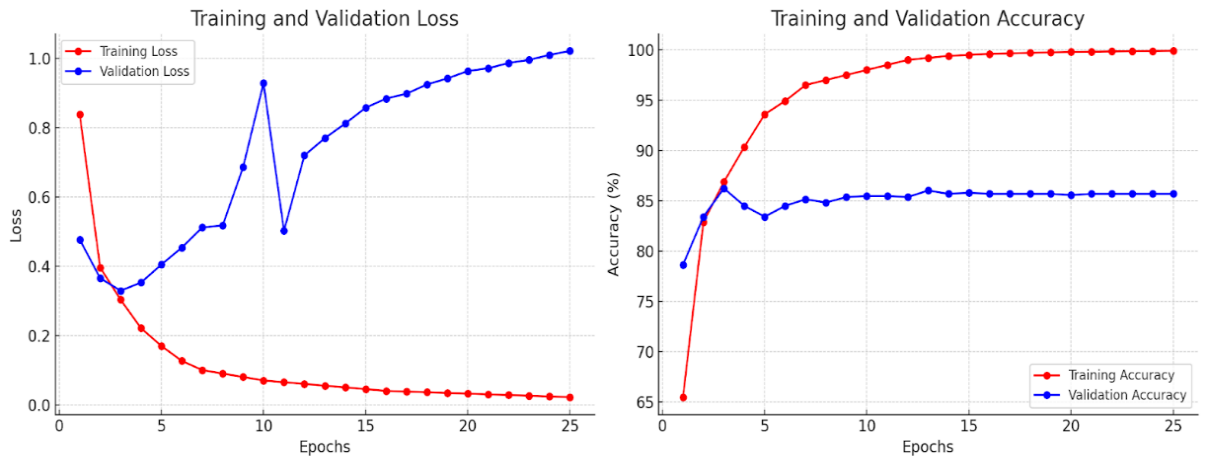 Training and Validation Loss
Training Loss
Validation Loss
Loss
1.0
0.8
0.6
0.4
0.2
0.0
0
5
10
15
20
25
Epochs
Training and Validation Accuracy
Accuracy (%)
100
95
90
85
80
75
70
65
Training Accuracy
Validation Accuracy
0
5
10
15
20
25
Epochs